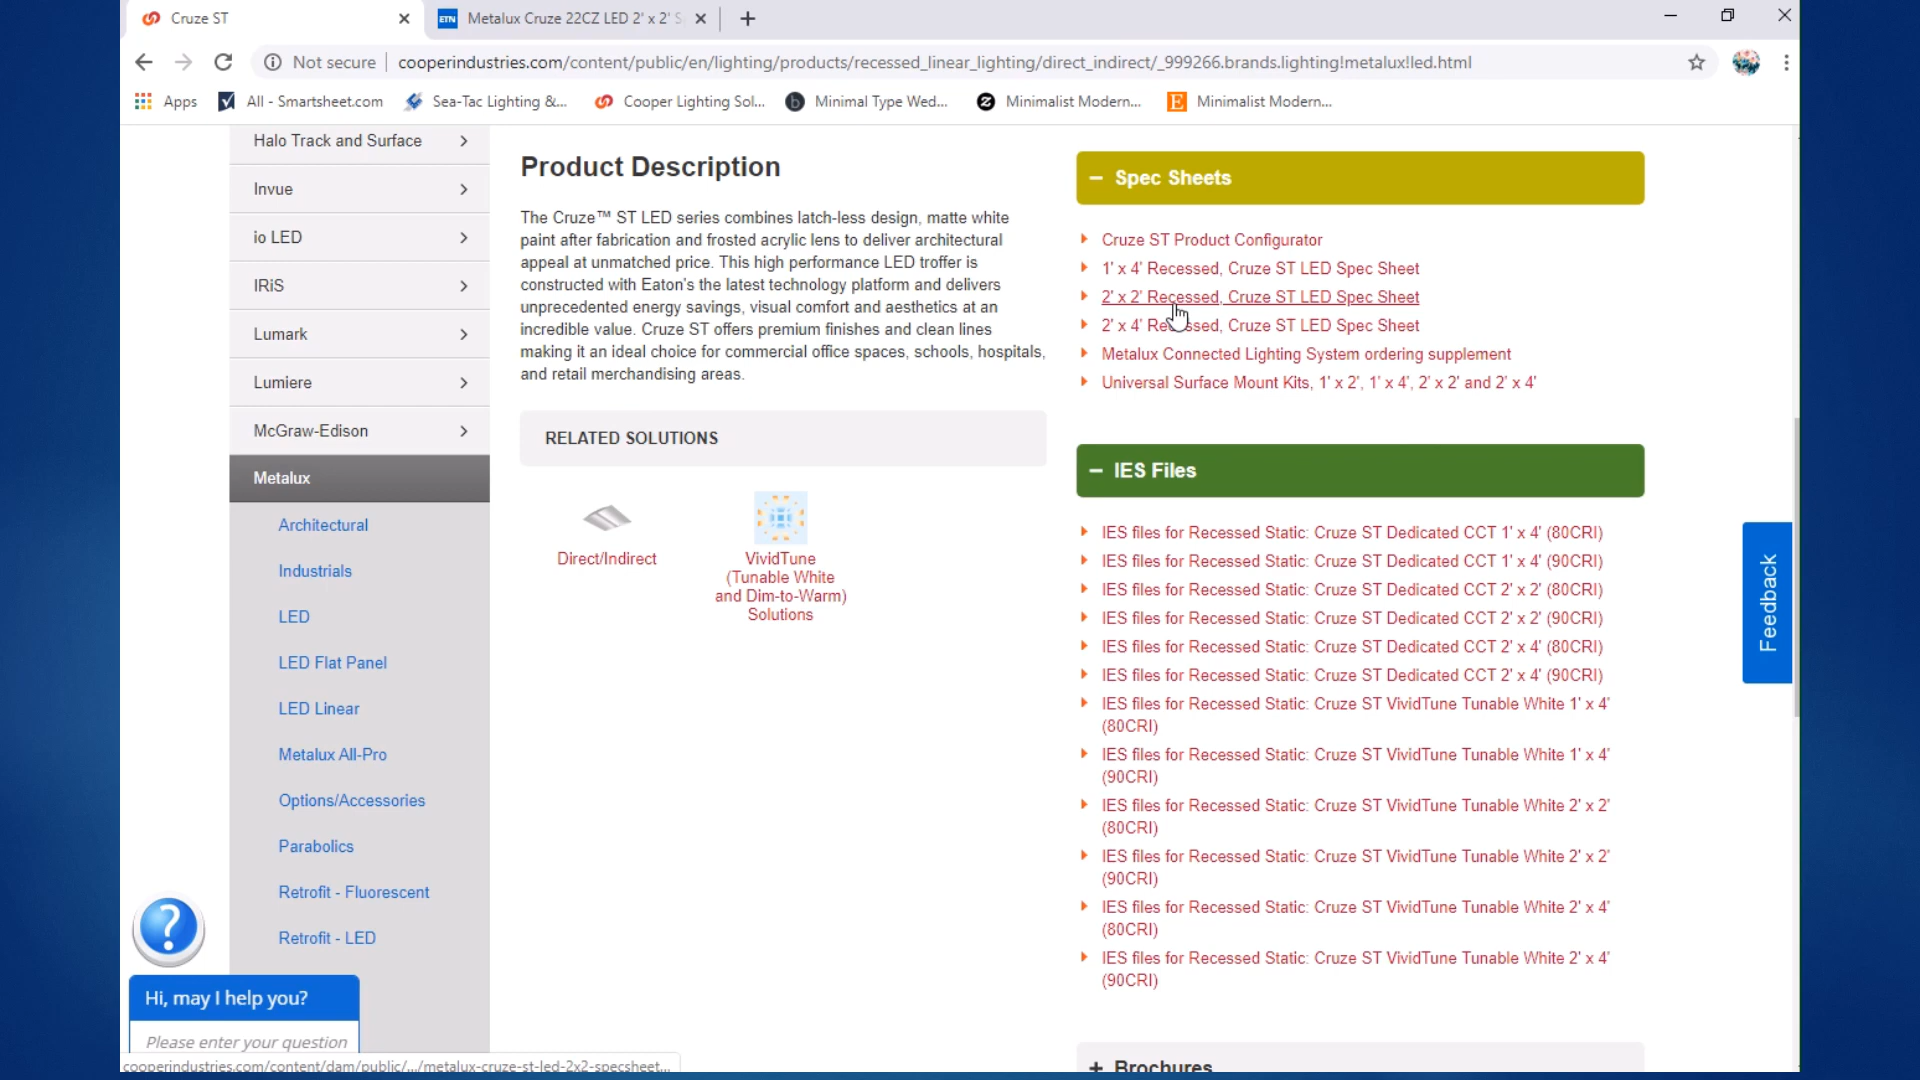 Cruze ST
ETN Metalux Cruze 22CZ LED 2' x 2' S
Not secure cooperindustries.com/content/public/en/lighting/products/recessed_linear_lighting/direct_indirect/_999266.brands.lighting!metalux!led.html
Apps All - Smartsheet.com Sea-Tac Lighting &... Cooper Lighting Sol... b Minimal Type Wed... Z Minimalist Modern... E Minimalist Modern...
Halo Track and Surface
Invue
io LED
IRiS
Lumark
Lumiere
McGraw-Edison
Metalux
Architectural
Industrials
LED
LED Flat Panel
LED Linear
Metalux All-Pro
Options/Accessories
Parabolics
Retrofit - Fluorescent
Retrofit - LED
?
Hi, may I help you?
Please enter your question
cooperindustries.com/content/dam/public/.../metalux-cruze-st-led-2x2-specsheet...
Product Description
The Cruze™ ST LED series combines latch-less design, matte white
paint after fabrication and frosted acrylic lens to deliver architectural
appeal at unmatched price. This high performance LED troffer is
constructed with Eaton's the latest technology platform and delivers
unprecedented energy savings, visual comfort and aesthetics at an
incredible value. Cruze ST offers premium finishes and clean lines
making it an ideal choice for commercial office spaces, schools, hospitals,
and retail merchandising areas.
RELATED SOLUTIONS
Direct/Indirect
VividTune
(Tunable White
and Dim-to-Warm)
Solutions
− Spec Sheets
Cruze ST Product Configurator
1' x 4' Recessed, Cruze ST LED Spec Sheet
2' x 2' Recessed, Cruze ST LED Spec Sheet
2' x 4' Recessed, Cruze ST LED Spec Sheet
Metalux Connected Lighting System ordering supplement
Universal Surface Mount Kits, 1' x 2', 1' x 4', 2' x 2' and 2' x 4'
− IES Files
IES files for Recessed Static: Cruze ST Dedicated CCT 1' x 4' (80CRI)
IES files for Recessed Static: Cruze ST Dedicated CCT 1' x 4' (90CRI)
IES files for Recessed Static: Cruze ST Dedicated CCT 2' x 2' (80CRI)
IES files for Recessed Static: Cruze ST Dedicated CCT 2' x 2' (90CRI)
IES files for Recessed Static: Cruze ST Dedicated CCT 2' x 4' (80CRI)
IES files for Recessed Static: Cruze ST Dedicated CCT 2' x 4' (90CRI)
IES files for Recessed Static: Cruze ST VividTune Tunable White 1' x 4'
(80CRI)
IES files for Recessed Static: Cruze ST VividTune Tunable White 1' x 4'
(90CRI)
IES files for Recessed Static: Cruze ST VividTune Tunable White 2' x 2'
(80CRI)
IES files for Recessed Static: Cruze ST VividTune Tunable White 2' x 2'
(90CRI)
IES files for Recessed Static: Cruze ST VividTune Tunable White 2' x 4'
(80CRI)
IES files for Recessed Static: Cruze ST VividTune Tunable White 2' x 4'
(90CRI)
+ Brochures
Feedback